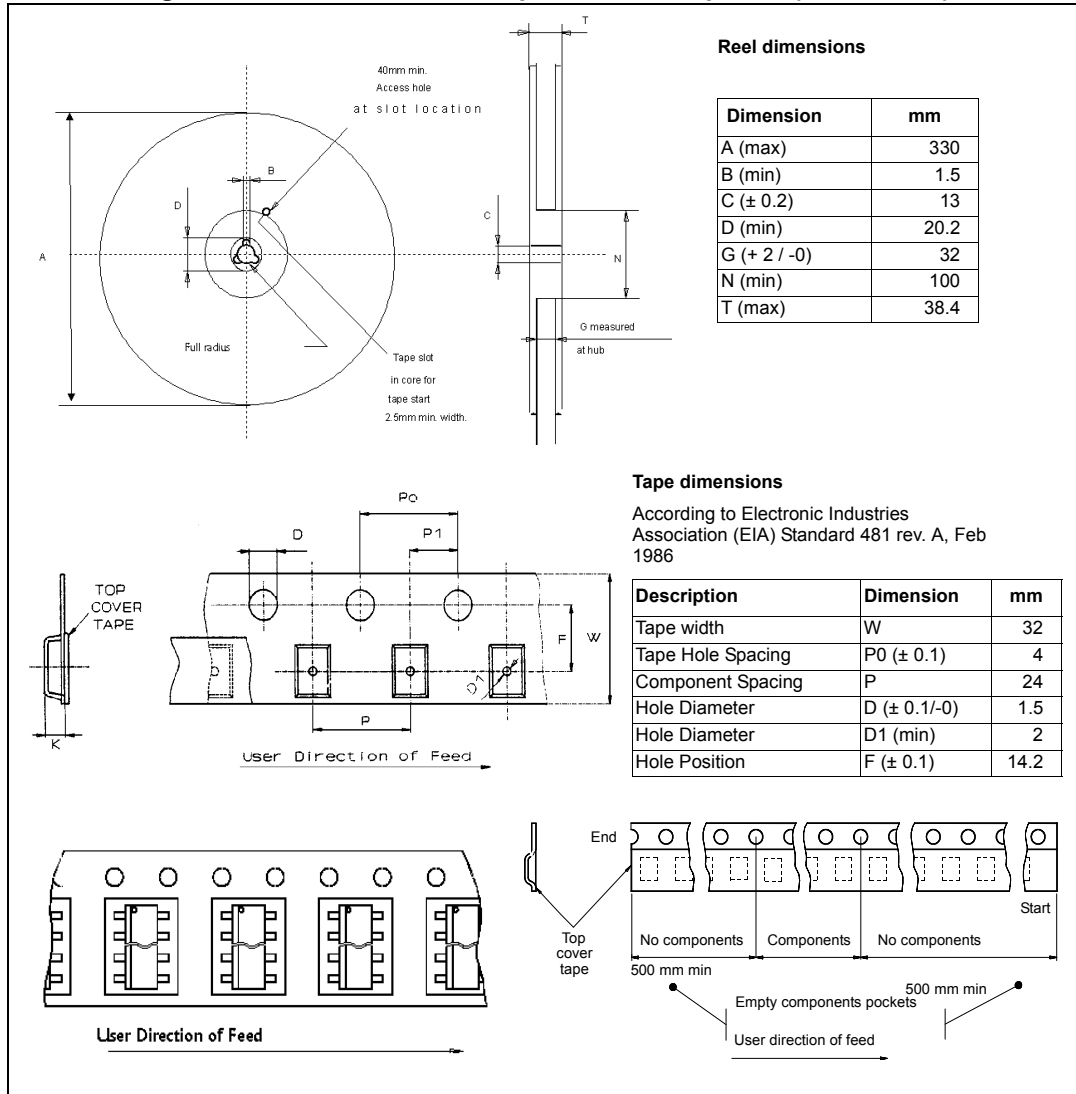 T
Reel dimensions
40mm min.
Access hole
at slot location
Dimension mm
A (max) 330
B (min) 1.5
C (± 0.2) 13
D (min) 20.2
G (+ 2 / -0) 32
N (min) 100
T (max) 38.4
B
D
C
A
N
G measured
at hub
Full radius
Tape slot
in core for
tape start
2.5mm min. width.
Tape dimensions
According to Electronic Industries
Association (EIA) Standard 481 rev. A, Feb
1986
Description Dimension mm
Tape width W 32
Tape Hole Spacing P0 (± 0.1) 4
Component Spacing P 24
Hole Diameter D (± 0.1/-0) 1.5
Hole Diameter D1 (min) 2
Hole Position F (± 0.1) 14.2
Po
D
P1
TOP
COVER
TAPE
F
W
D1
P
K
User Direction of Feed
End
Start
Top
cover
tape
No components
Components
No components
500 mm min
500 mm min
Empty components pockets
User direction of feed
User Direction of Feed